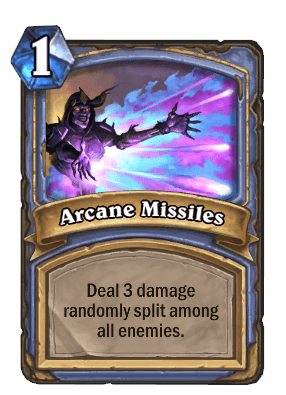 1
Arcane Missiles
Deal 3 damage
randomly split among
all enemies.